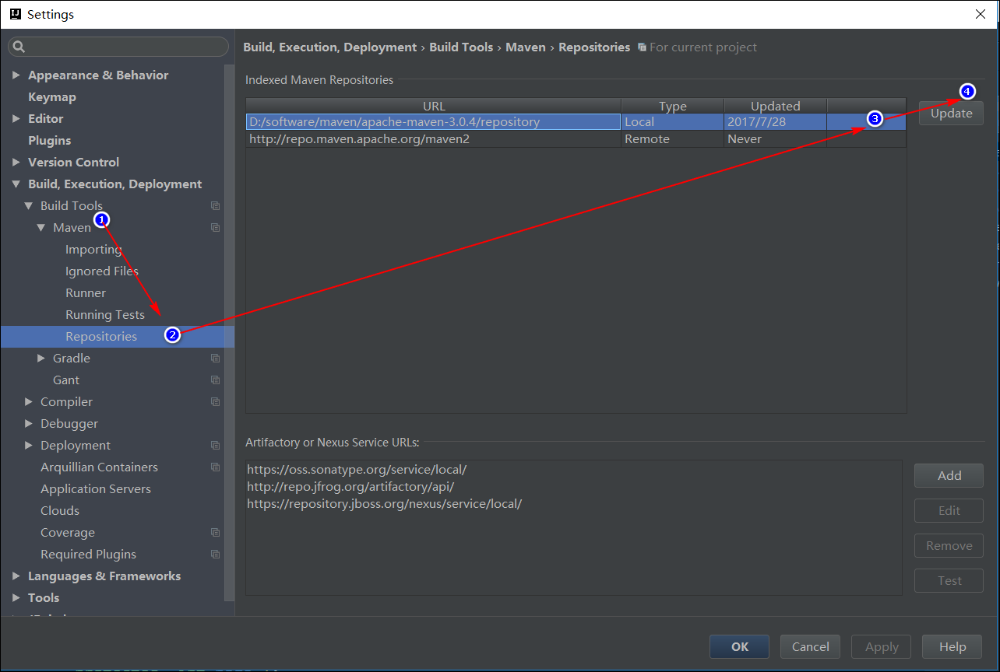 Settings
Build, Execution, Deployment › Build Tools › Maven › Repositories For current project
Appearance & Behavior
Keymap
Editor
Plugins
Version Control
Build, Execution, Deployment
Build Tools
1
Maven
Importing
Ignored Files
Runner
Running Tests
Repositories
2
Gradle
Gant
Compiler
Debugger
Deployment
Arquillian Containers
Application Servers
Clouds
Coverage
Required Plugins
Languages & Frameworks
Tools
Indexed Maven Repositories
URL Type Updated
D:/software/maven/apache-maven-3.0.4/repository Local 2017/7/28
3
http://repo.maven.apache.org/maven2 Remote Never
4
Update
Artifactory or Nexus Service URLs:
https://oss.sonatype.org/service/local/
http://repo.jfrog.org/artifactory/api/
https://repository.jboss.org/nexus/service/local/
Add
Edit
Remove
Test
OK Cancel Apply Help